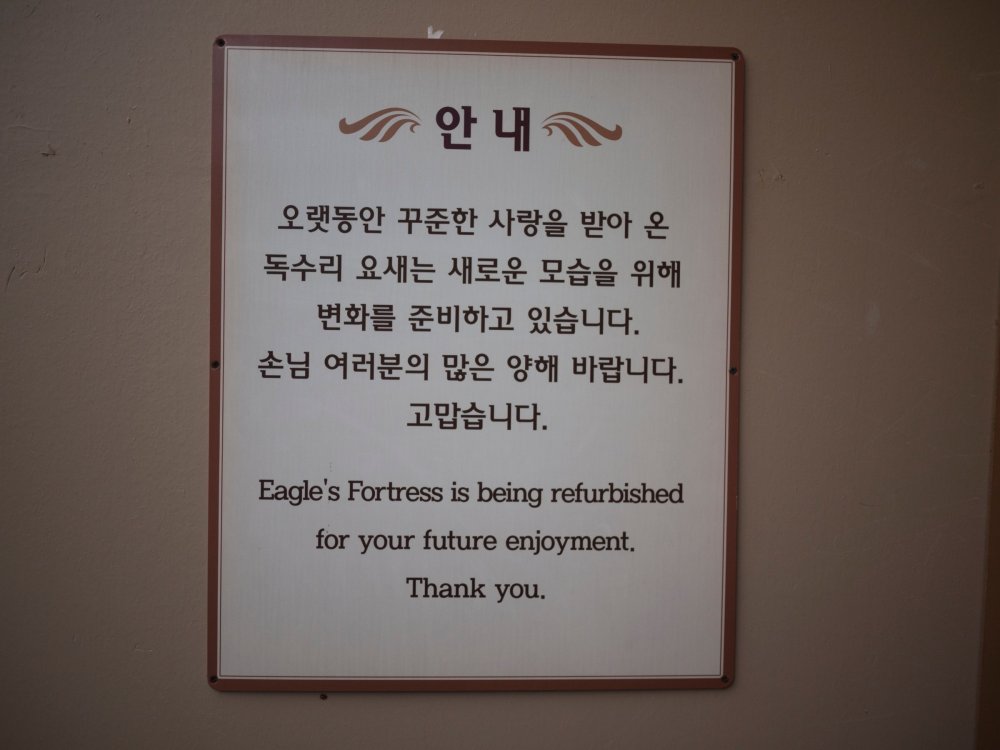 안내
오랫동안 꾸준한 사랑을 받아 온
독수리 요새는 새로운 모습을 위해
변화를 준비하고 있습니다.
손님 여러분의 많은 양해 바랍니다.
고맙습니다.
Eagle's Fortress is being refurbished
for your future enjoyment.
Thank you.